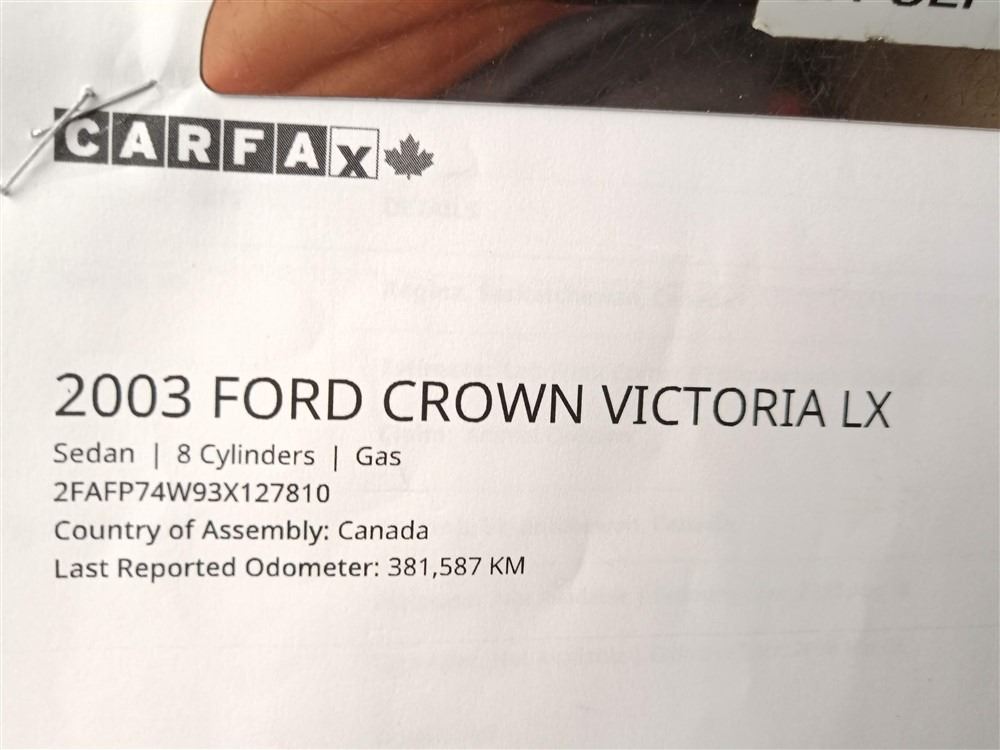 CARFAX
2003 FORD CROWN VICTORIA LX
Sedan | 8 Cylinders | Gas
2FAFP74W93X127810
Country of Assembly: Canada
Last Reported Odometer: 381,587 KM